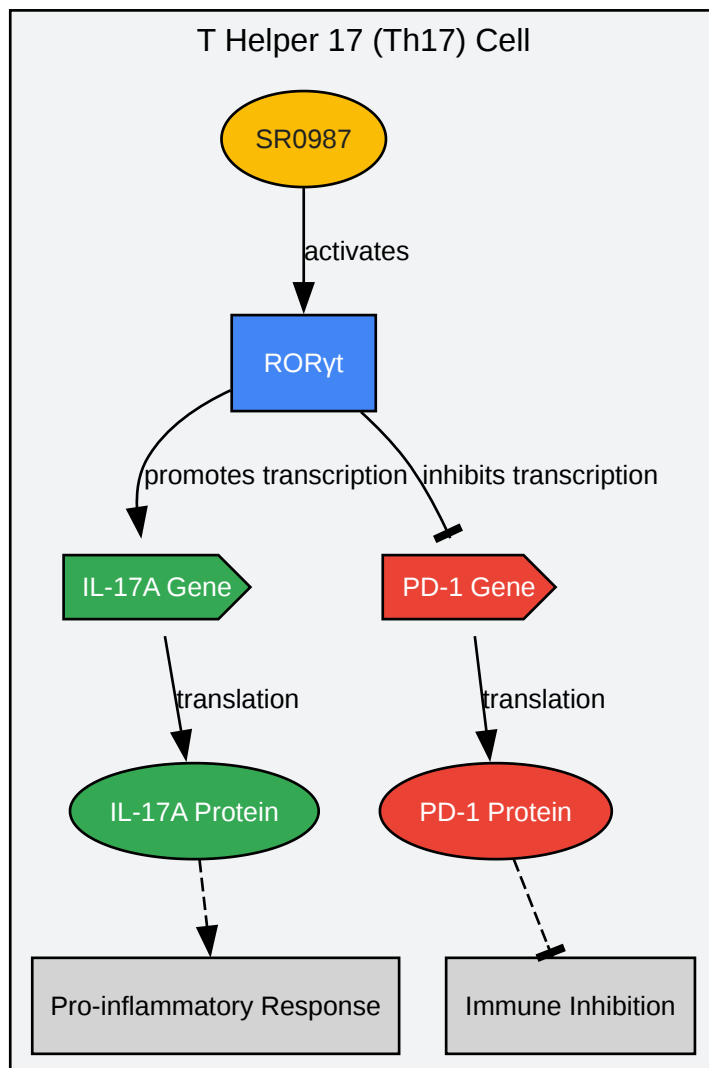 T Helper 17 (Th17) Cell
SR0987
activates
RORγt
promotes transcription
inhibits transcription
IL-17A Gene
PD-1 Gene
translation
translation
IL-17A Protein
PD-1 Protein
Pro-inflammatory Response
Immune Inhibition